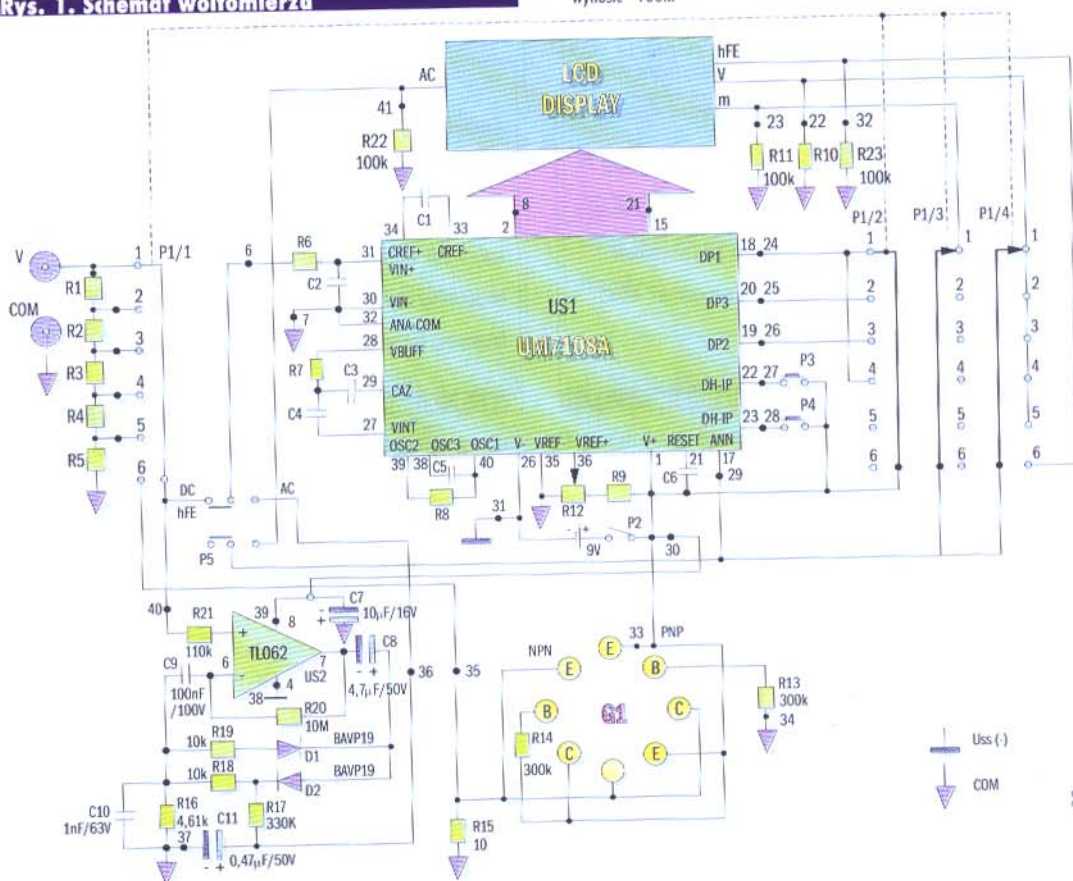 Rys. 1. Schemat woltomierza
wynosić
LCD
DISPLAY
AC
hFE
V
m
41
R22
100k
23
R11
100k
22
R10
32
R23
100k
C1
34
33
8
2
21
15
P1/2
P1/3
P1/4
V
COM
1
2
3
4
5
6
P1/1
R1
R2
R3
R4
R5
6
R6
C2
7
R7
C3
C4
31
30
32
28
29
27
CREF+
CREF-
VIN+
VIN
ANA-COM
VBUFF
CAZ
VINT
OSC2
OSC3
OSC1
V-
VREF-
VREF+
V+
RESET
ANN
US1
UM7108A
DP1
DP3
DP2
DH-IP
DH-IP
18
24
20
25
19
26
22
27
23
28
P3
P4
1
2
3
4
5
6
1
2
3
4
5
6
1
2
3
4
5
6
39
38
C5
40
R8
26
35
36
1
21
C6
17
29
R12
R9
31
-
+
9V
P2
30
DC
hFE
AC
P5
40
R21
110k
39
8
+
-
6
TL062
7
US2
4
38
C7
-
+
10µF/16V
C8
-
+
4,7µF/50V
36
35
C9
100nF
/100V
R20
10M
R19
10k
D1
BAVP19
R18
10k
D2
BAVP19
C10
1nF/63V
R16
4,61k
37
C11
-
+
0,47µF/50V
R17
330K
R15
10
NPN
33
PNP
E
E
B
B
C
C
E
G1
R14
300k
R13
300k
34
Uss (-)
COM